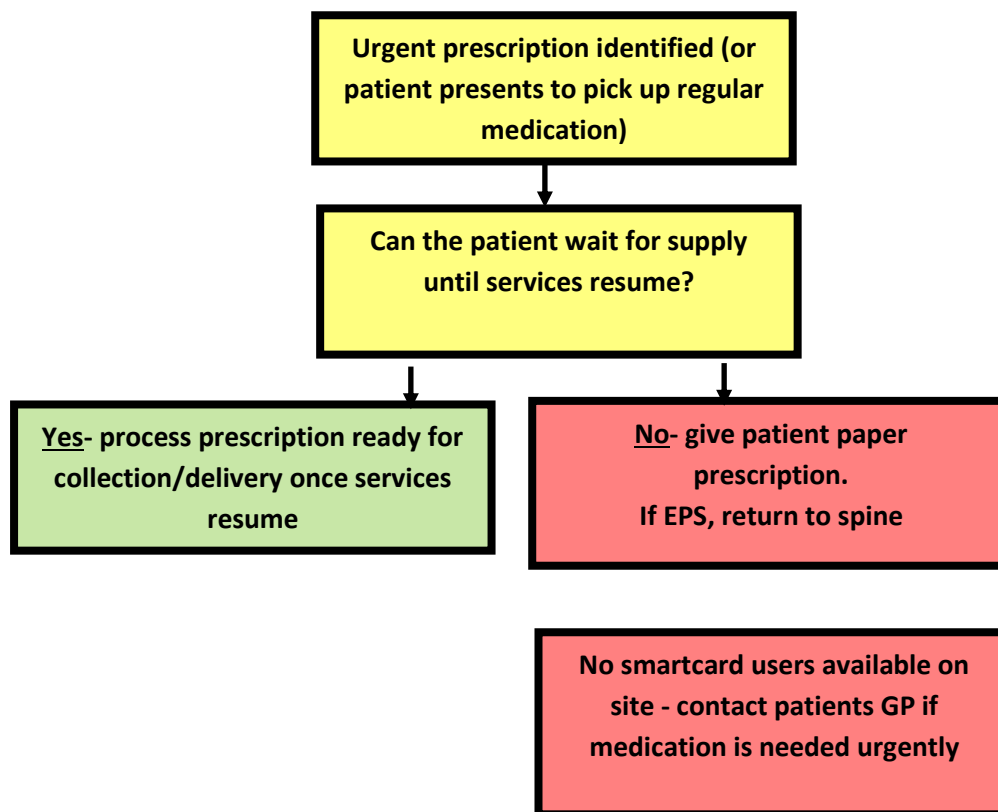 Urgent prescription identified (or
patient presents to pick up regular
medication)
Can the patient wait for supply
until services resume?
Yes- process prescription ready for
collection/delivery once services
resume
No- give patient paper
prescription.
If EPS, return to spine
No smartcard users available on
site - contact patients GP if
medication is needed urgently